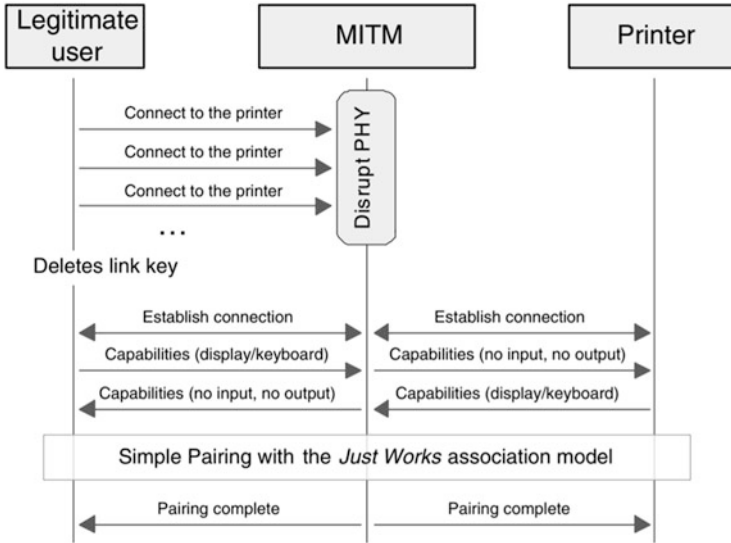 Legitimate
user
MITM
Printer
Connect to the printer
Connect to the printer
Connect to the printer
...
Disrupt PHY
Deletes link key
Establish connection
Establish connection
Capabilities (display/keyboard)
Capabilities (no input, no output)
Capabilities (no input, no output)
Capabilities (display/keyboard)
Simple Pairing with the Just Works association model
Pairing complete
Pairing complete